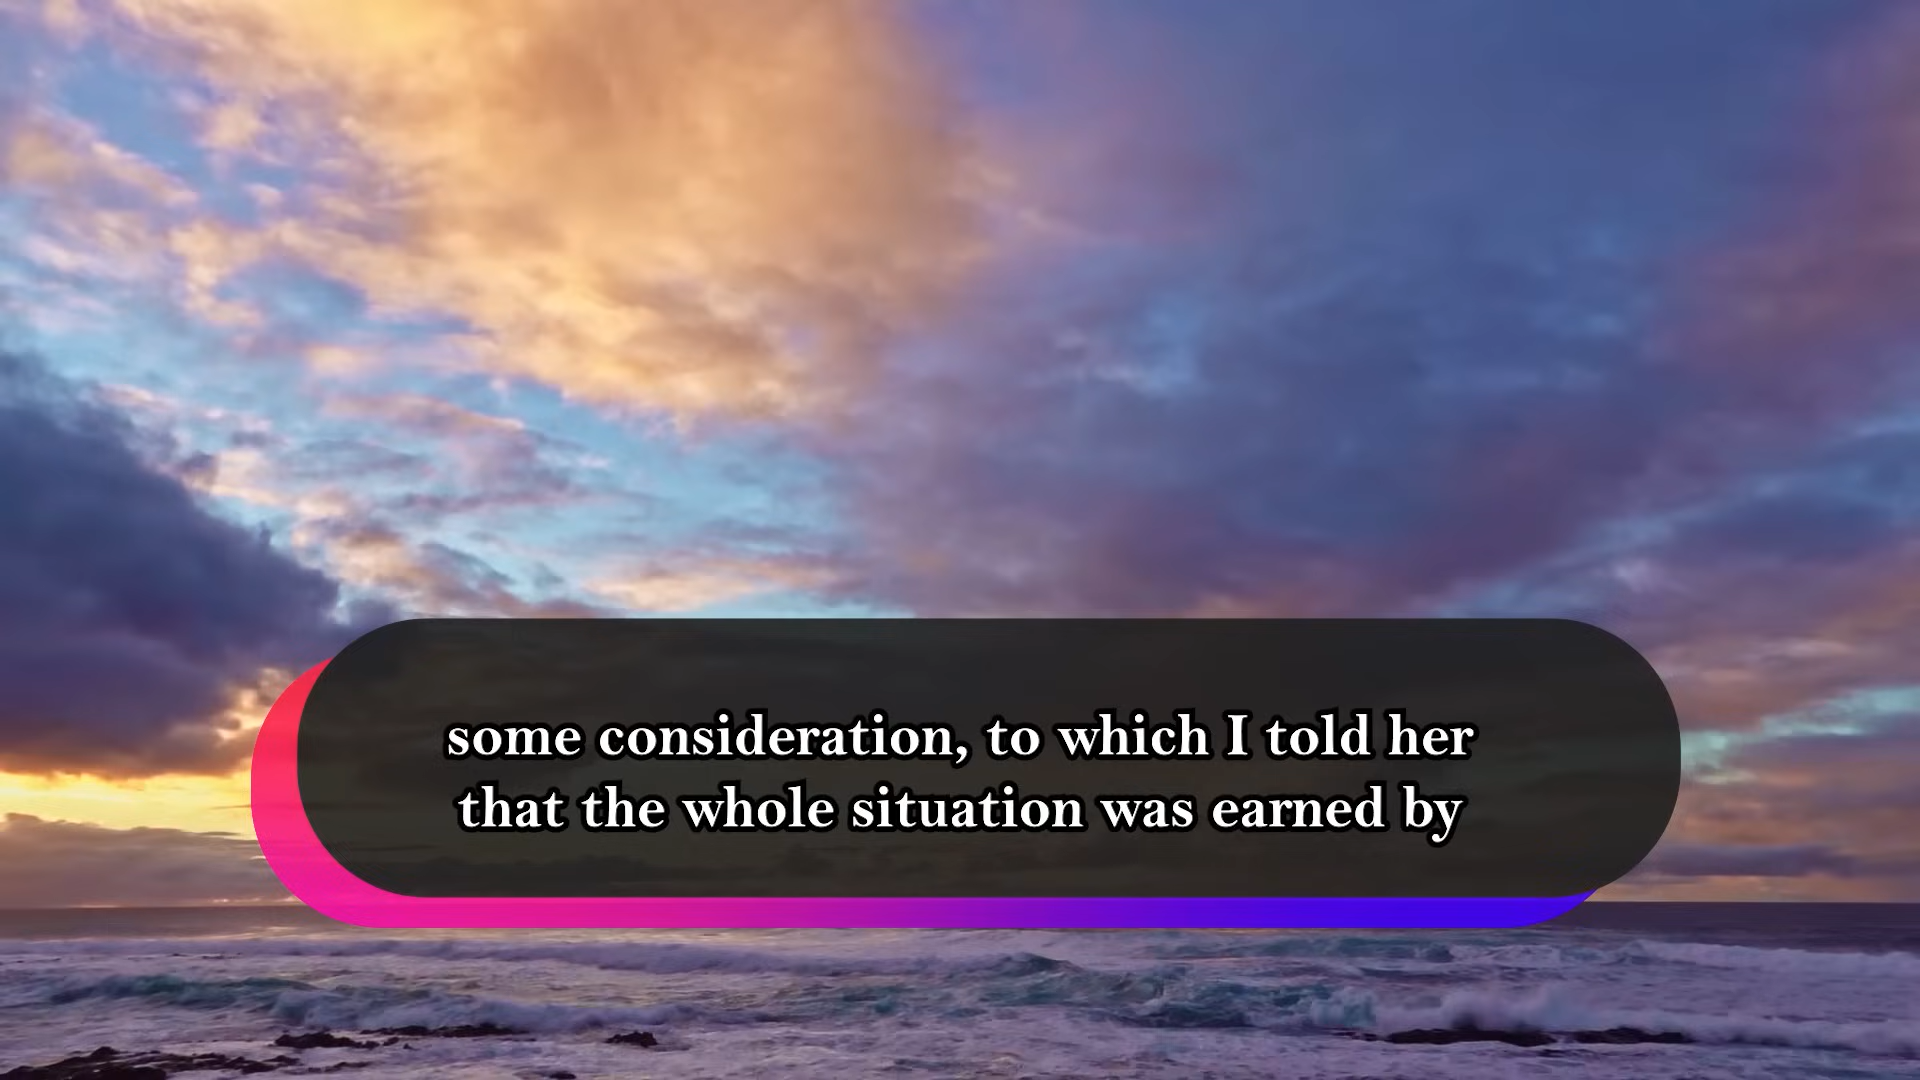 some consideration, to which I told her
that the whole situation was earned by